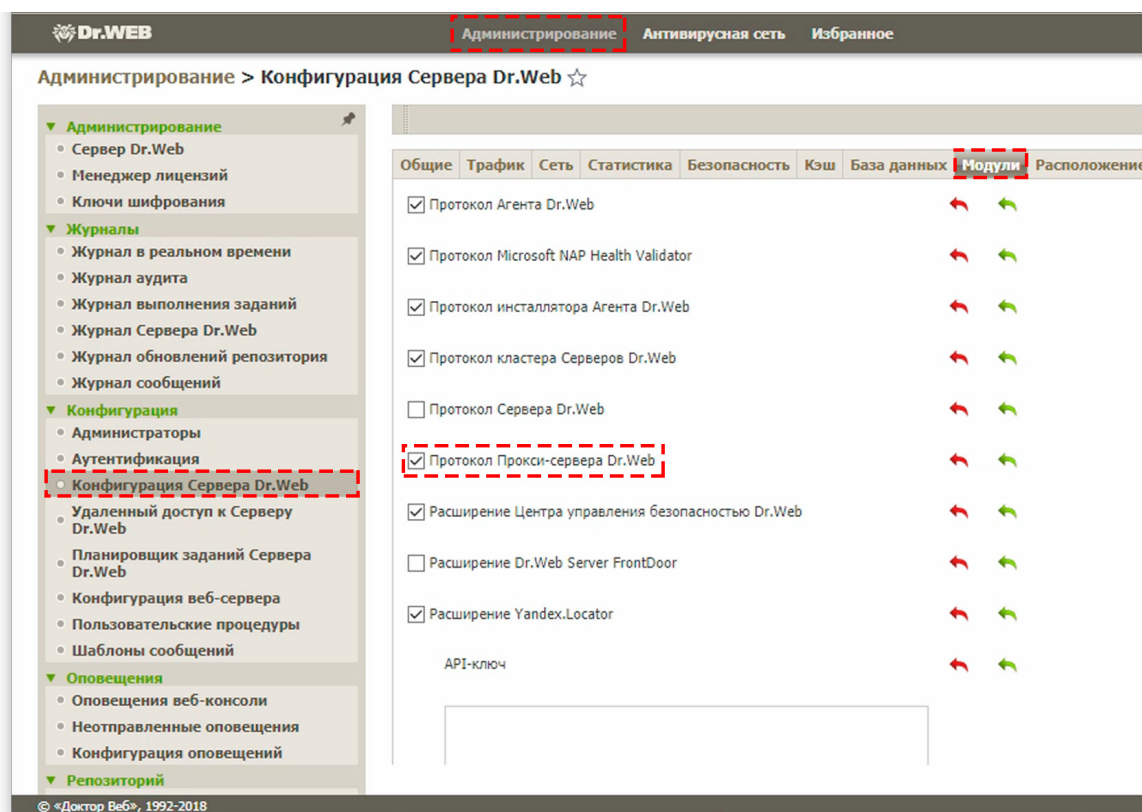 Dr.WEB
Администрирование Антивирусная сеть Избранное
Администрирование > Конфигурация Сервера Dr.Web
Администрирование
Сервер Dr.Web
Менеджер лицензий
Ключи шифрования
Журналы
Журнал в реальном времени
Журнал аудита
Журнал выполнения заданий
Журнал Сервера Dr.Web
Журнал обновлений репозитория
Журнал сообщений
Конфигурация
Администраторы
Аутентификация
Конфигурация Сервера Dr.Web
Удаленный доступ к Серверу
Dr.Web
Планировщик заданий Сервера
Dr.Web
Конфигурация веб-сервера
Пользовательские процедуры
Шаблоны сообщений
Оповещения
Оповещения веб-консоли
Неотправленные оповещения
Конфигурация оповещений
Репозиторий
Общие Трафик Сеть Статистика Безопасность Кэш База данных Модули Расположение
Протокол Агента Dr.Web
Протокол Microsoft NAP Health Validator
Протокол инсталлятора Агента Dr.Web
Протокол кластера Серверов Dr.Web
Протокол Сервера Dr.Web
Протокол Прокси-сервера Dr.Web
Расширение Центра управления безопасностью Dr.Web
Расширение Dr.Web Server FrontDoor
Расширение Yandex.Locator
API-ключ
© «Доктор Веб», 1992-2018